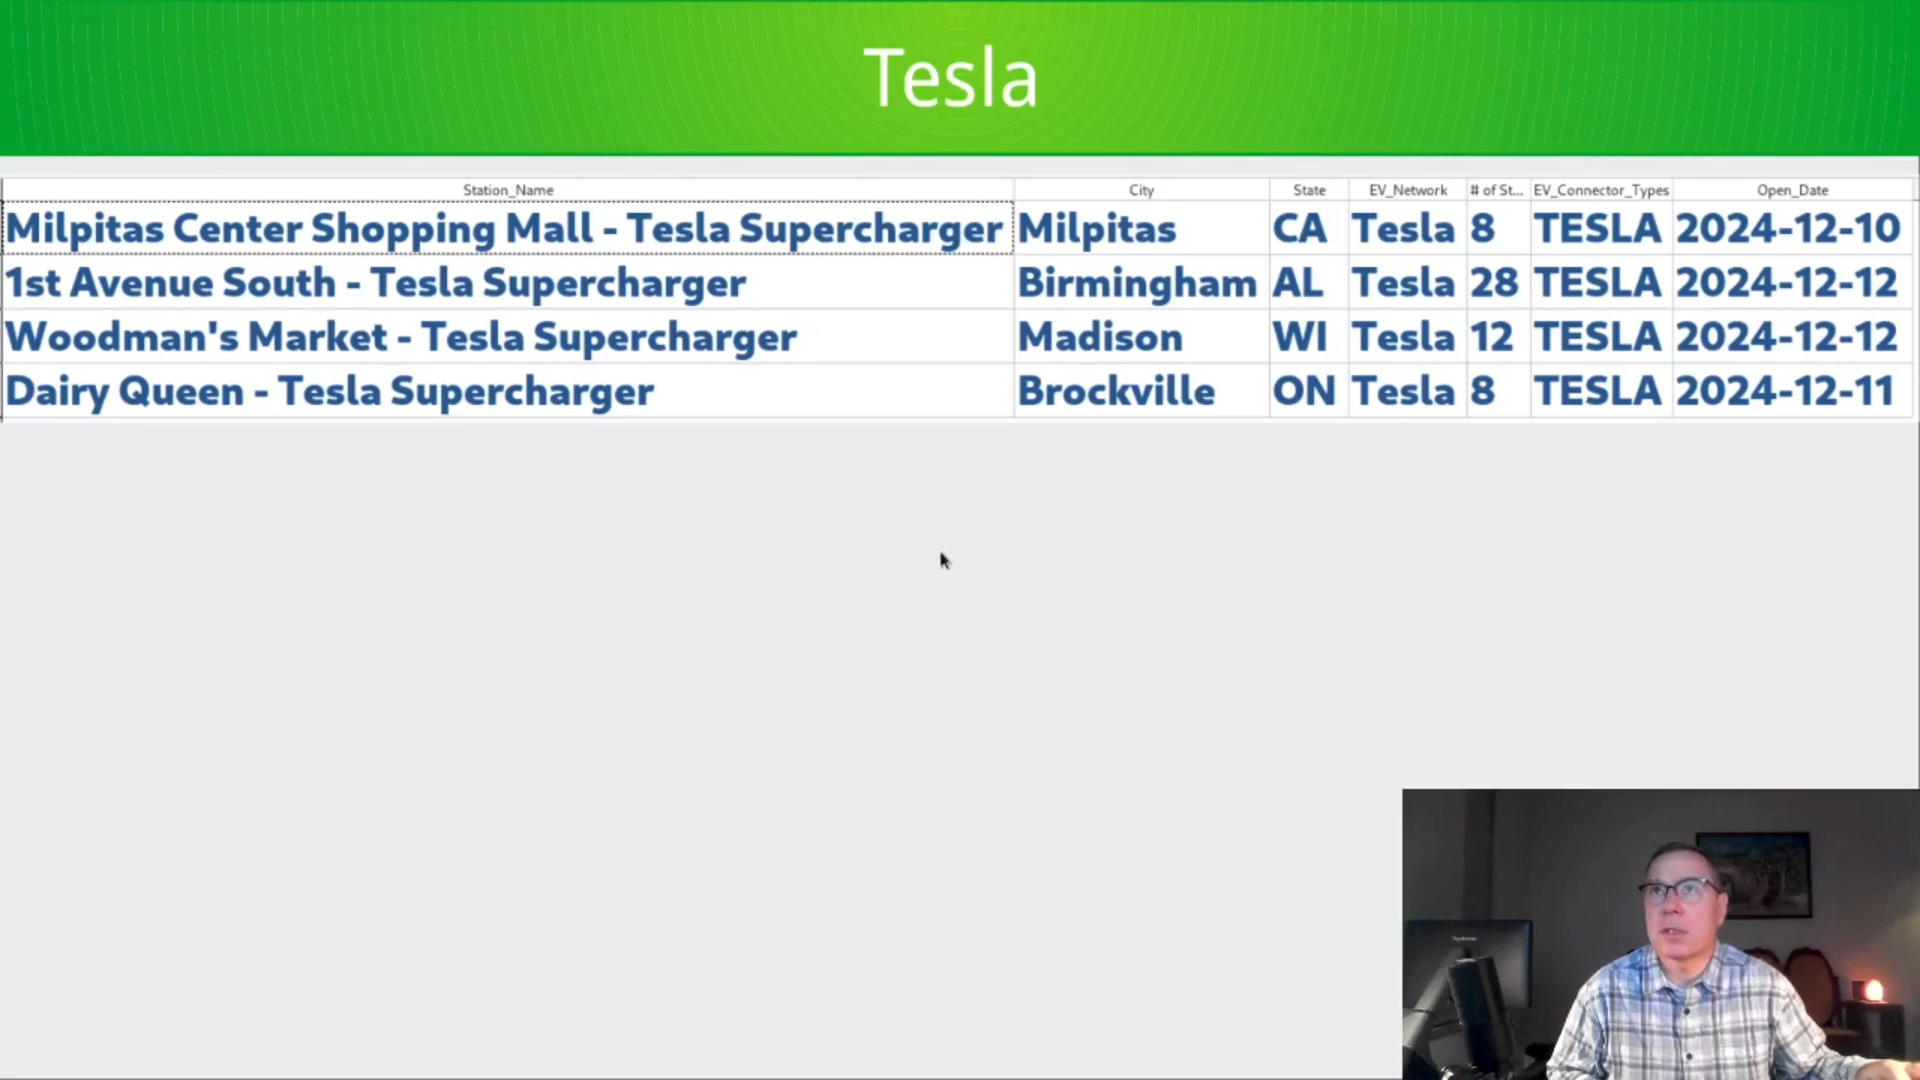 Tesla
Station_Name City State EV_Network # of St... EV_Connector_Types Open_Date
Milpitas Center Shopping Mall - Tesla Supercharger Milpitas CA Tesla 8 TESLA 2024-12-10
1st Avenue South - Tesla Supercharger Birmingham AL Tesla 28 TESLA 2024-12-12
Woodman's Market - Tesla Supercharger Madison WI Tesla 12 TESLA 2024-12-12
Dairy Queen - Tesla Supercharger Brockville ON Tesla 8 TESLA 2024-12-11